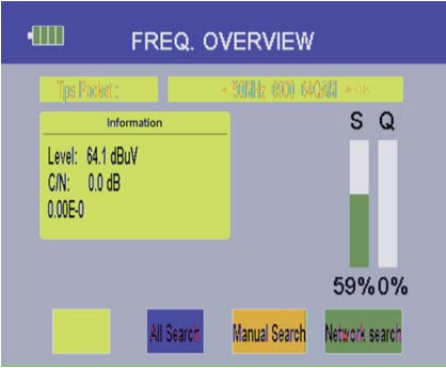 FREQ. OVERVIEW
Tps Packet :
64QAM
Information
S Q
Level: 64.1 dBuV
C/N: 0.0 dB
0.00E-0
59% 0%
All Search
Manual Search
Network search